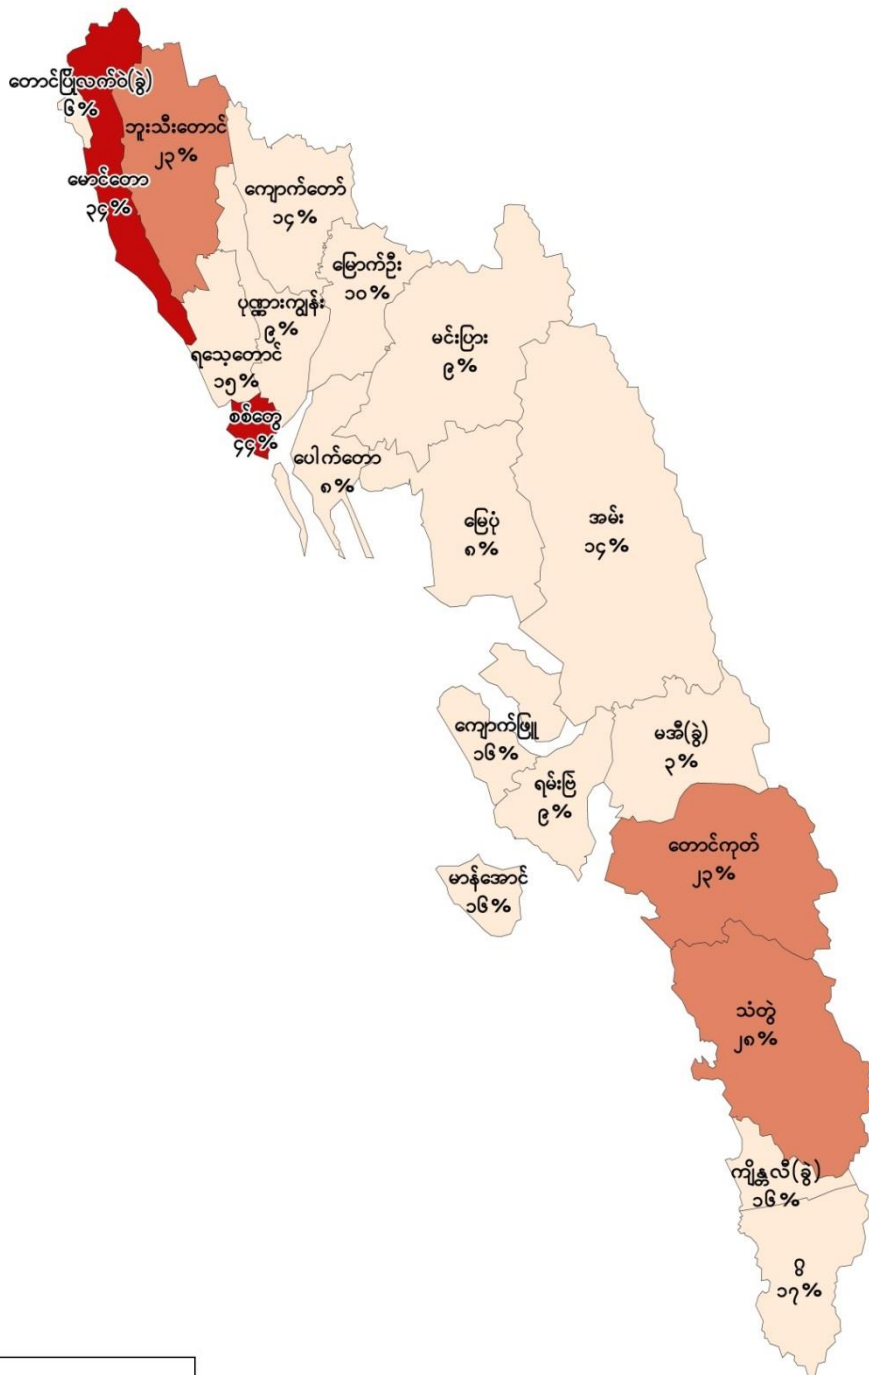 တောင်ပြိုလက်ဝဲ(ခွဲ)
၆%
ဘူးသီးတောင်
၂၃%
မောင်တော
၃၄%
ကျောက်တော်
၁၄%
မြောက်ဦး
၁၀%
ပုဏ္ဏားကျွန်း
၉%
မင်းပြား
၉%
ရသေ့တောင်
၁၅%
စစ်တွေ
၄၄%
ပေါက်တော
၈%
မြေပုံ
၈%
အမ်း
၁၄%
ကျောက်ဖြူ
၁၆%
မအီ(ခွဲ)
၃%
ရမ်းဗြဲ
၉%
တောင်ကုတ်
၂၃%
မာန်အောင်
၁၆%
သံတွဲ
၂၈%
ကျိန္တလီ(ခွဲ)
၁၆%
ဂွ
၁၇%